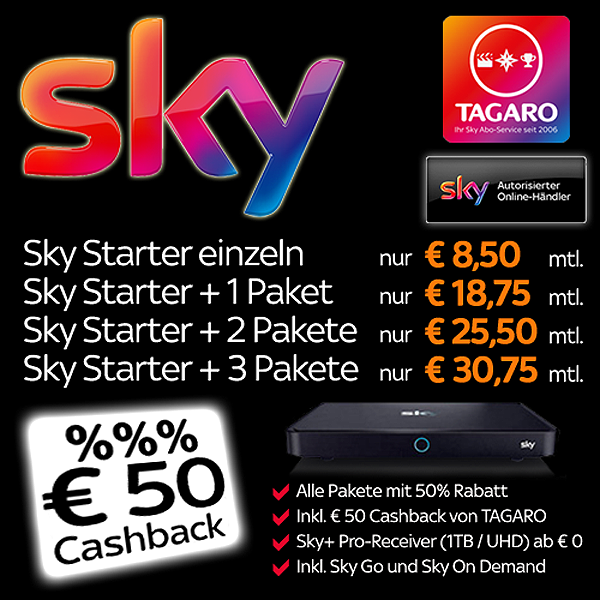 sky
TAGARO
Ihr Sky Abo-Service seit 2006
sky Autorisierter
Online-Händler
Sky Starter einzeln nur € 8,50 mtl.
Sky Starter + 1 Paket nur € 18,75 mtl.
Sky Starter + 2 Pakete nur € 25,50 mtl.
Sky Starter + 3 Pakete nur € 30,75 mtl.
%%%
€ 50
Cashback
sky
sky
Alle Pakete mit 50% Rabatt
Inkl. € 50 Cashback von TAGARO
Sky+ Pro-Receiver (1TB / UHD) ab € 0
Inkl. Sky Go und Sky On Demand